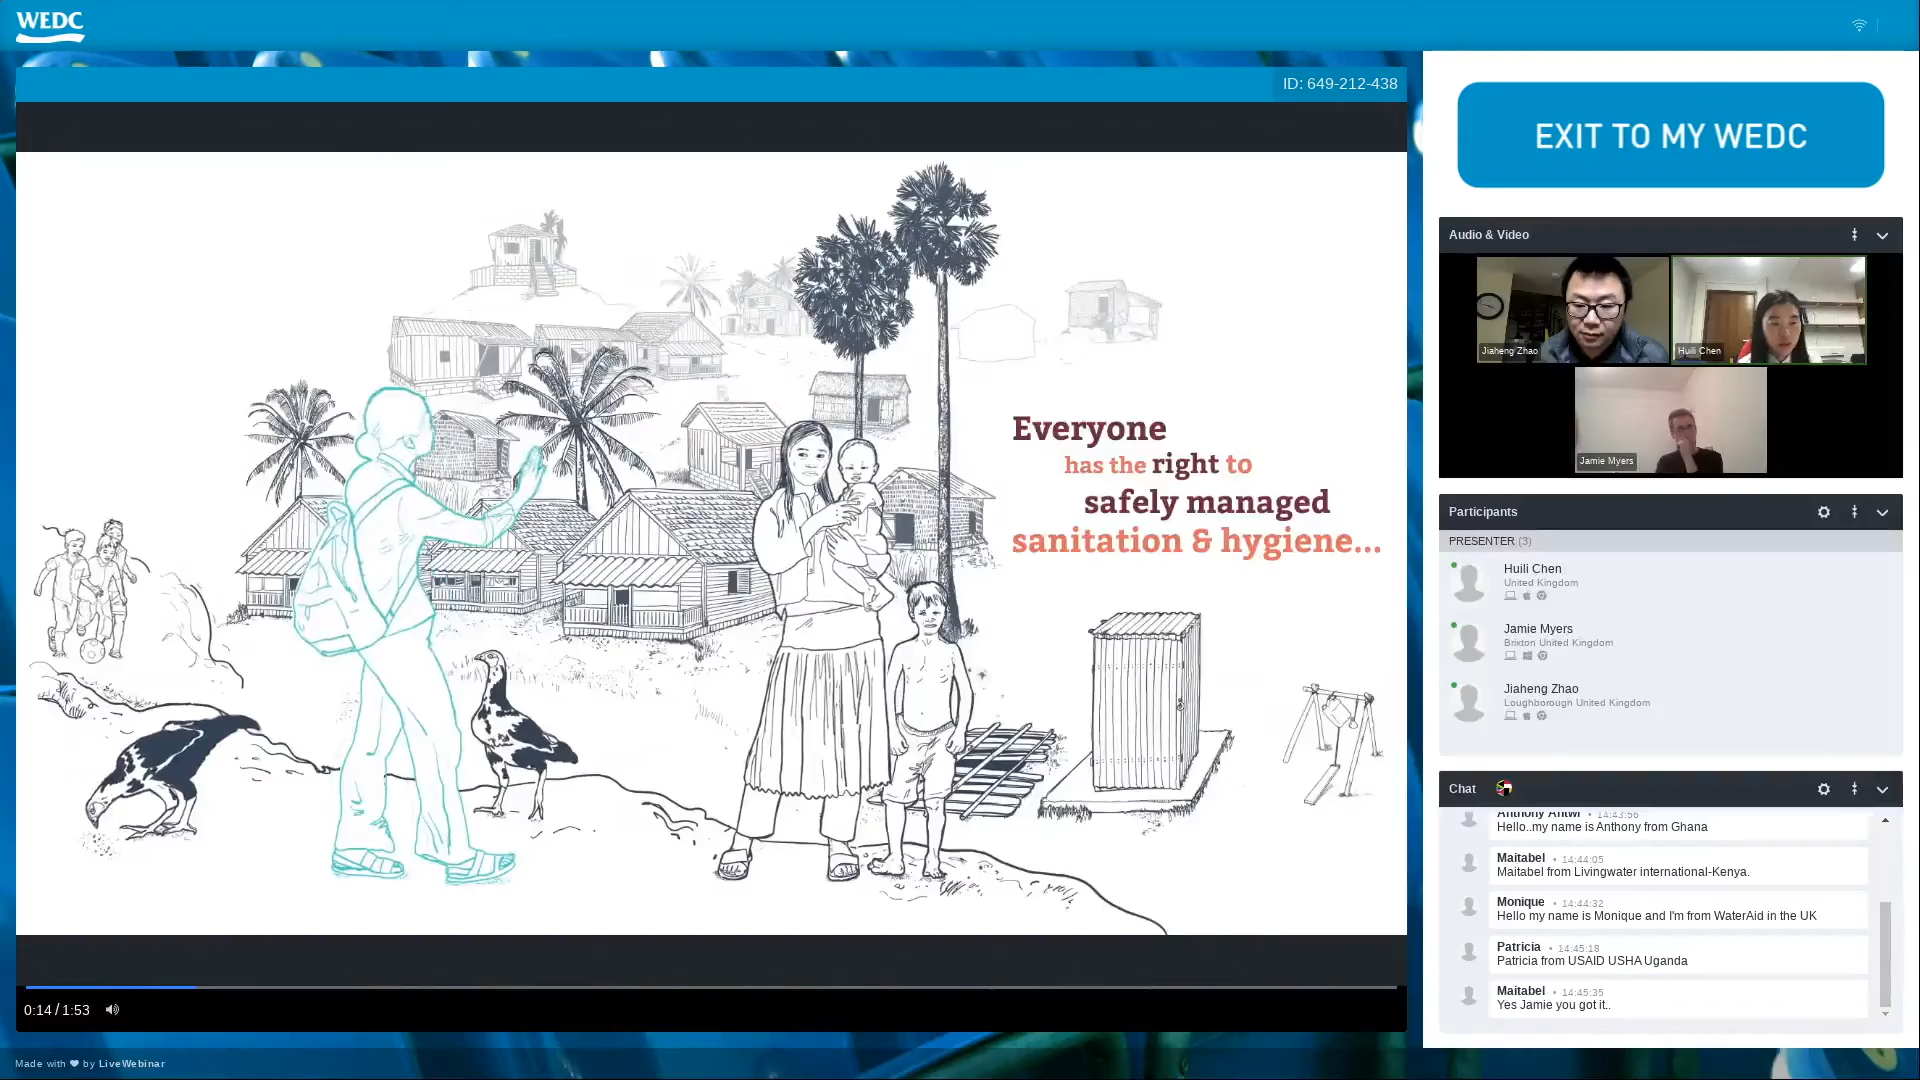 WEDC
ID: 649-212-438
Everyone
has the right to
safely managed
sanitation & hygiene...
0:14 / 1:53
Made with ❤ by LiveWebinar
EXIT TO MY WEDC
Audio & Video
Jiaheng Zhao
Huili Chen
Jamie Myers
Participants
PRESENTER (3)
Huili Chen
United Kingdom
Jamie Myers
Brixton United Kingdom
Jiaheng Zhao
Loughborough United Kingdom
Chat
Anthony Antwi • 14:43:56
Hello..my name is Anthony from Ghana
Maitabel • 14:44:05
Maitabel from Livingwater international-Kenya.
Monique • 14:44:32
Hello my name is Monique and I'm from WaterAid in the UK
Patricia • 14:45:18
Patricia from USAID USHA Uganda
Maitabel • 14:45:35
Yes Jamie you got it..